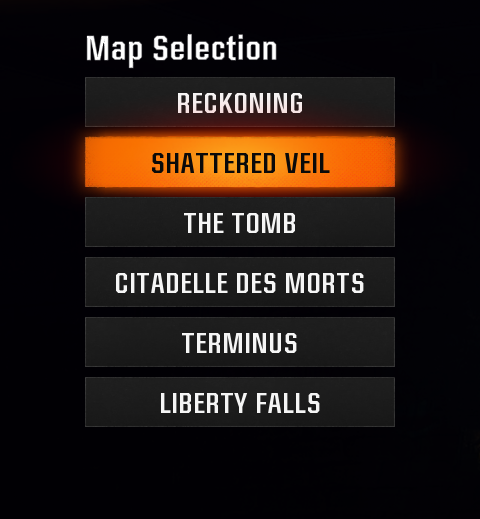 Map Selection
RECKONING
SHATTERED VEIL
THE TOMB
CITADELLE DES MORTS
TERMINUS
LIBERTY FALLS